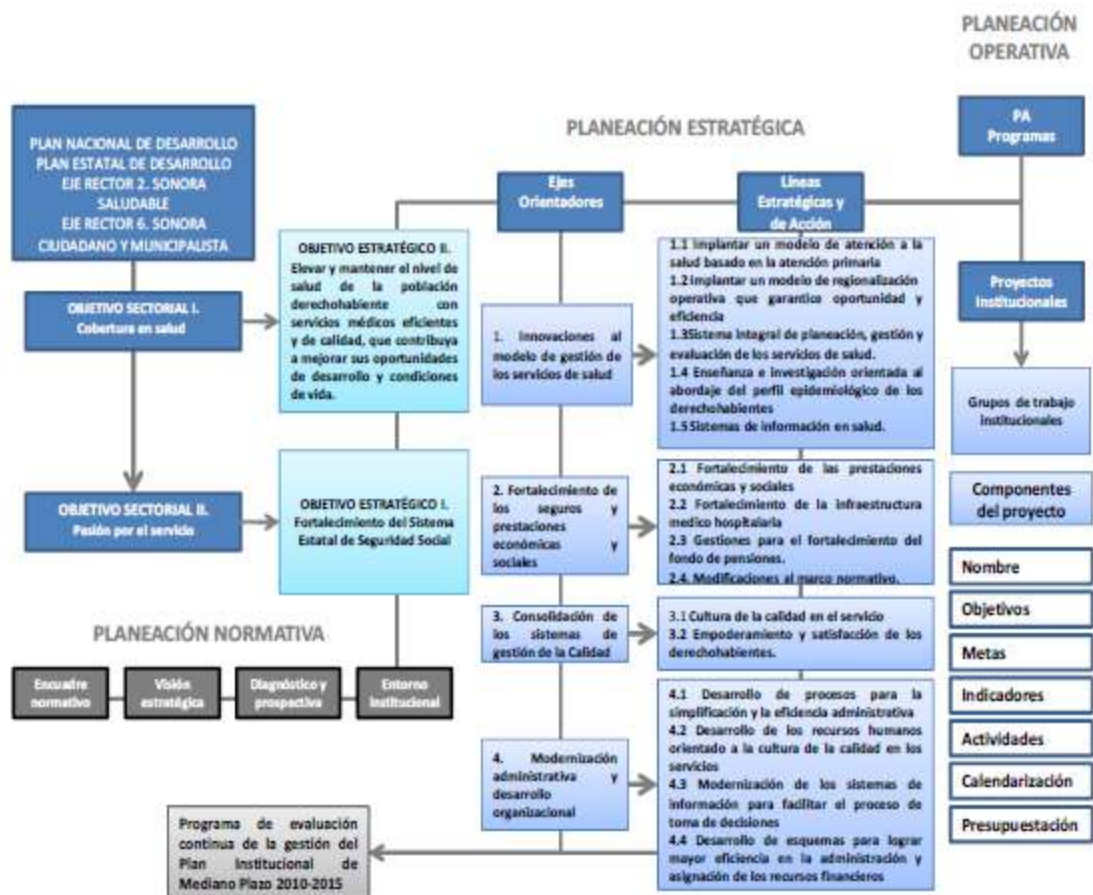 PLANEACIÓN
OPERATIVA
PLANEACIÓN ESTRATÉGICA
PLAN NACIONAL DE DESARROLLO
PLAN ESTATAL DE DESARROLLO
EJE RECTOR 2. SONORA
SALUDABLE
EJE RECTOR 6. SONORA
CIUDADANO Y MUNICIPALISTA
OBJETIVO SECTORIAL I.
Cobertura en salud
OBJETIVO SECTORIAL II.
Pasión por el servicio
OBJETIVO ESTRATÉGICO II.
Elevar y mantener el nivel de
salud de la población
derechohabiente con
servicios médicos eficientes
y de calidad, que contribuya
a mejorar sus oportunidades
de desarrollo y condiciones
de vida.
OBJETIVO ESTRATÉGICO I.
Fortalecimiento del Sistema
Estatal de Seguridad Social
PLANEACIÓN NORMATIVA
Encuadre
normativo
Visión
estratégica
Diagnóstico y
prospectiva
Entorno
Institucional
Ejes
Orientadores
1. Innovaciones al
modelo de gestión de
los servicios de salud
2. Fortalecimiento de
los seguros y
prestaciones
económicas y
sociales
3. Consolidación de
los sistemas de
gestión de la Calidad
4. Modernización
administrativa y
desarrollo
organizacional
Líneas
Estratégicas y
de Acción
1.1 Implantar un modelo de atención a la
salud basado en la atención primaria
1.2 Implantar un modelo de regionalización
operativa que garantice oportunidad y
eficiencia
1.3Sistema integral de planeación, gestión y
evaluación de los servicios de salud.
1.4 Enseñanza e investigación orientada al
abordaje del perfil epidemiológico de los
derechohabientes
1.5 Sistemas de información en salud.
2.1 Fortalecimiento de las prestaciones
económicas y sociales
2.2 Fortalecimiento de la infraestructura
medico hospitalaria
2.3 Gestiones para el fortalecimiento del
fondo de pensiones.
2.4. Modificaciones al marco normativo.
3.1 Cultura de la calidad en el servicio
3.2 Empoderamiento y satisfacción de los
derechohabientes.
4.1 Desarrollo de procesos para la
simplificación y la eficiencia administrativa
4.2 Desarrollo de los recursos humanos
orientado a la cultura de la calidad en los
servicios
4.3 Modernización de los sistemas de
información para facilitar el proceso de
toma de decisiones
4.4 Desarrollo de esquemas para lograr
mayor eficiencia en la administración y
asignación de los recursos financieros
Programa de evaluación
continua de la gestión del
Plan Institucional de
Mediano Plazo 2010-2015
PA
Programas
Proyectos
Institucionales
Grupos de trabajo
institucionales
Componentes
del proyecto
Nombre
Objetivos
Metas
Indicadores
Actividades
Calendarización
Presupuestación